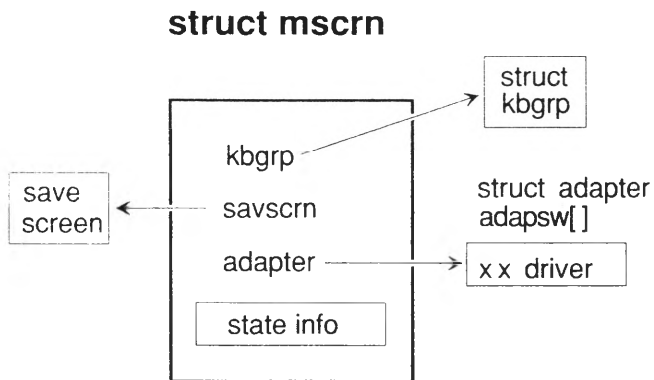 struct mscrn
struct
kbgrp
kbgrp
save
screen
savscrn
struct adapter
adapsw[]
adapter
x x driver
state info